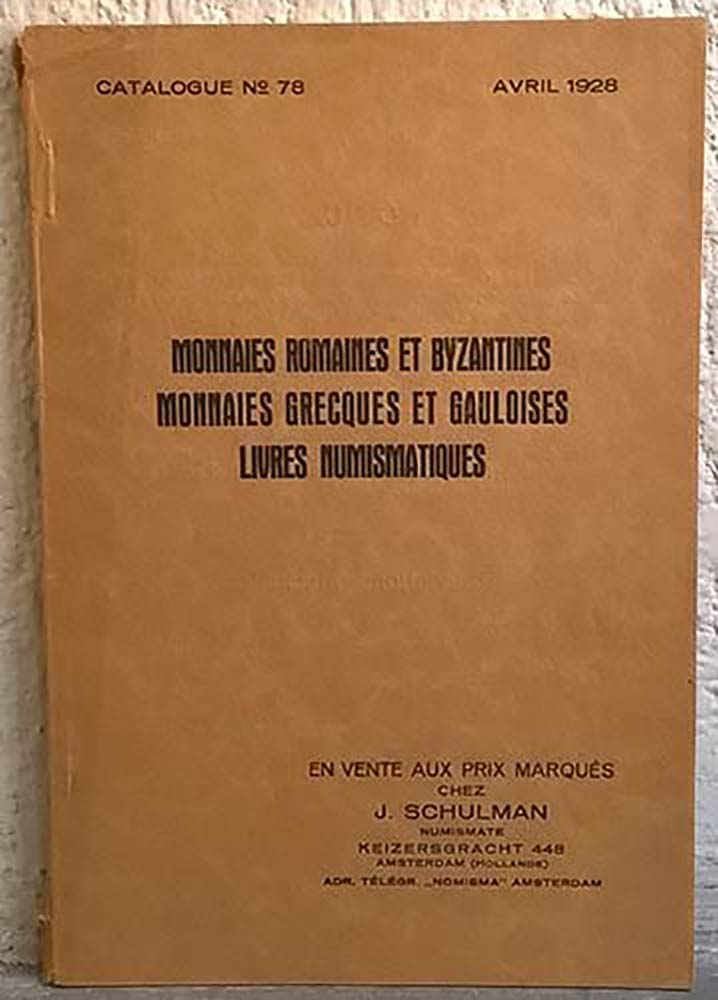 CATALOGUE Nº 78 AVRIL 1928
MONNAIES ROMAINES ET BYZANTINES
MONNAIES GRECQUES ET GAULOISES
LIVRES NUMISMATIQUES
EN VENTE AUX PRIX MARQUÉS
CHEZ
J. SCHULMAN
NUMISMATE
KEIZERSGRACHT 448
AMSTERDAM (HOLLANDE)
ADR. TÉLÉGR. „NOMISMA" AMSTERDAM